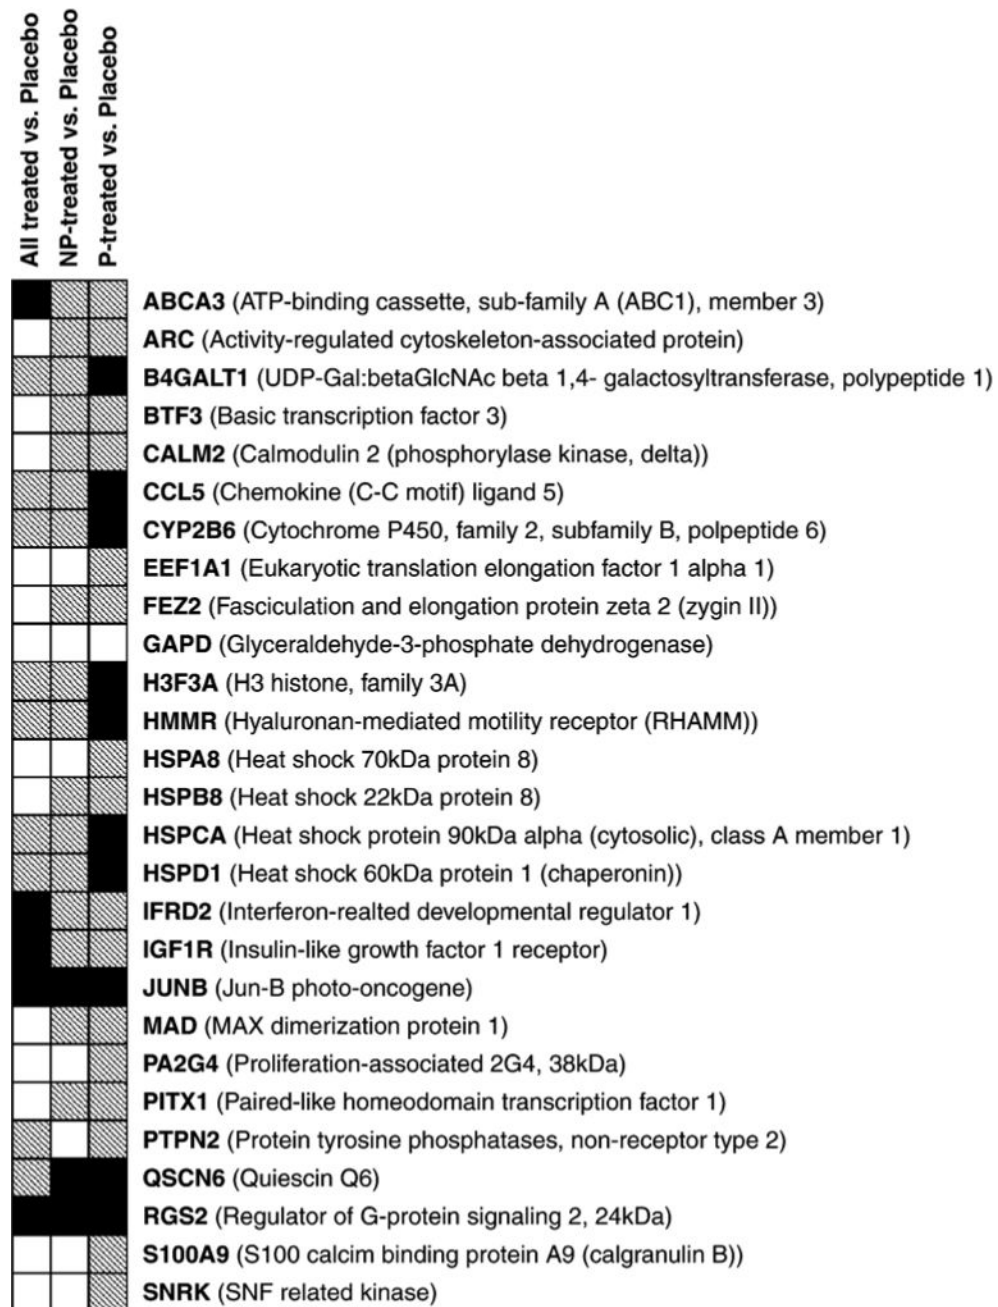 All treated vs. Placebo
NP-treated vs. Placebo
P-treated vs. Placebo
ABCA3 (ATP-binding cassette, sub-family A (ABC1), member 3)
ARC (Activity-regulated cytoskeleton-associated protein)
B4GALT1 (UDP-Gal:betaGlcNAc beta 1,4- galactosyltransferase, polypeptide 1)
BTF3 (Basic transcription factor 3)
CALM2 (Calmodulin 2 (phosphorylase kinase, delta))
CCL5 (Chemokine (C-C motif) ligand 5)
CYP2B6 (Cytochrome P450, family 2, subfamily B, polpeptide 6)
EEF1A1 (Eukaryotic translation elongation factor 1 alpha 1)
FEZ2 (Fasciculation and elongation protein zeta 2 (zygin II))
GAPD (Glyceraldehyde-3-phosphate dehydrogenase)
H3F3A (H3 histone, family 3A)
HMMR (Hyaluronan-mediated motility receptor (RHAMM))
HSPA8 (Heat shock 70kDa protein 8)
HSPB8 (Heat shock 22kDa protein 8)
HSPCA (Heat shock protein 90kDa alpha (cytosolic), class A member 1)
HSPD1 (Heat shock 60kDa protein 1 (chaperonin))
IFRD2 (Interferon-realted developmental regulator 1)
IGF1R (Insulin-like growth factor 1 receptor)
JUNB (Jun-B photo-oncogene)
MAD (MAX dimerization protein 1)
PA2G4 (Proliferation-associated 2G4, 38kDa)
PITX1 (Paired-like homeodomain transcription factor 1)
PTPN2 (Protein tyrosine phosphatases, non-receptor type 2)
QSCN6 (Quiescin Q6)
RGS2 (Regulator of G-protein signaling 2, 24kDa)
S100A9 (S100 calcim binding protein A9 (calgranulin B))
SNRK (SNF related kinase)